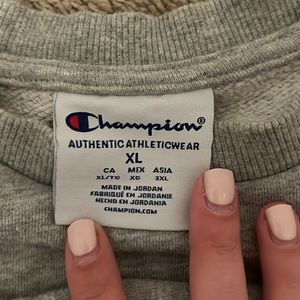 Champion®
AUTHENTIC ATHLETICWEAR
XL
CA MEX ASIA
XL/TG XG 3XL
MADE IN JORDAN
FABRIQUÉ EN JORDANIE
HECHO EN JORDANIA
CHAMPION.COM